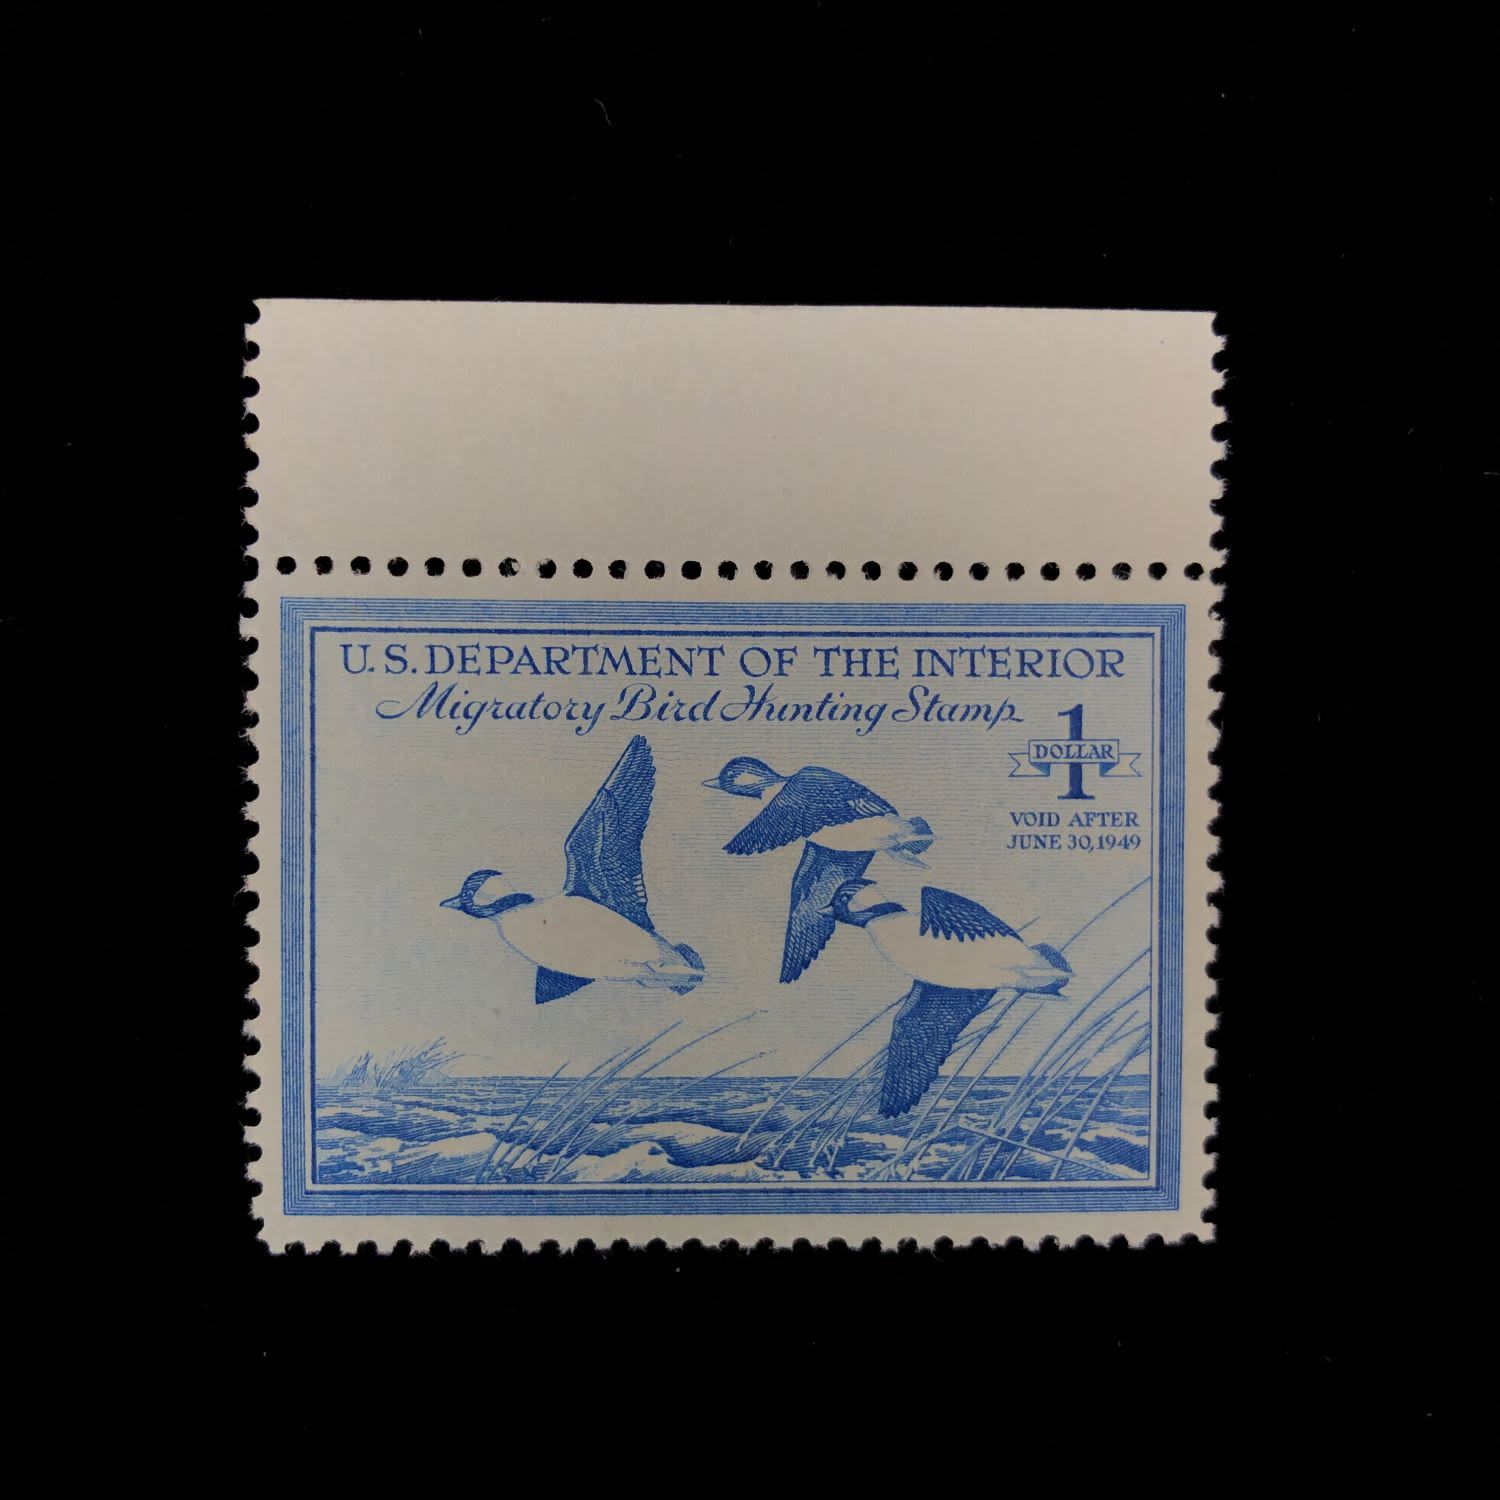 U.S. DEPARTMENT OF THE INTERIOR
Migratory Bird Hunting Stamp
1
DOLLAR
VOID AFTER
JUNE 30, 1949